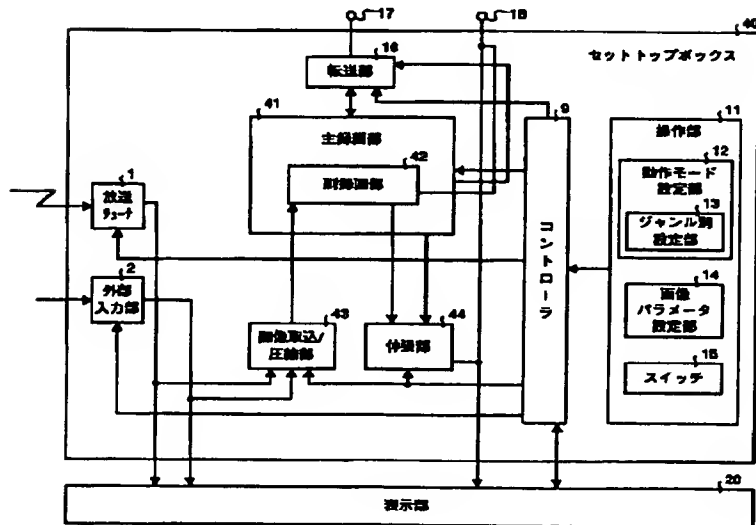 17
18
40
セットトップボックス
16
転送部
41
主録画部
42
副録画部
9
コントローラ
11
操作部
12
動作モード
設定部
13
ジャンル別
設定部
14
画像
パラメータ
設定部
15
スイッチ
1
放送
チューナ
2
外部
入力部
43
画像取込/
圧縮部
44
伸張部
20
表示部